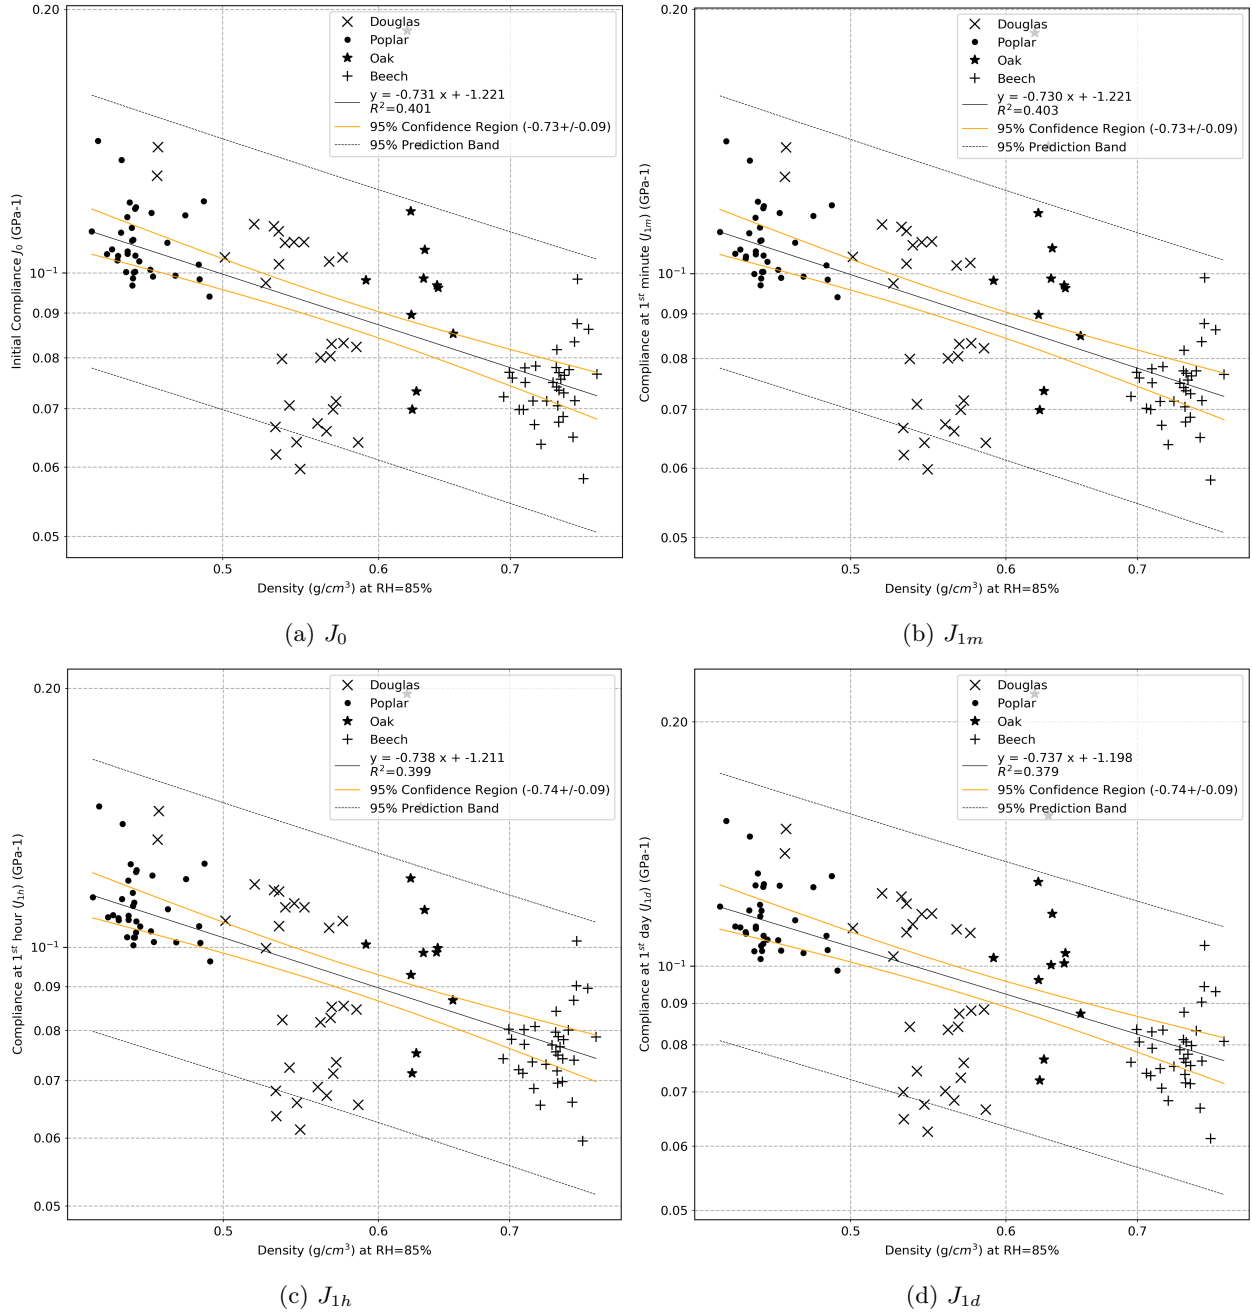 0.20
10⁻¹
0.09
0.08
0.07
0.06
0.05
Initial Compliance J₀ (GPa-1)
Douglas
Poplar
Oak
Beech
y = -0.731 x + -1.221
R²=0.401
95% Confidence Region (-0.73+/-0.09)
95% Prediction Band
0.5
0.6
0.7
Density (g/cm³) at RH=85%
(a) J₀
0.20
10⁻¹
0.09
0.08
0.07
0.06
0.05
Compliance at 1ˢᵗ minute (J₁ₘ) (GPa-1)
Douglas
Poplar
Oak
Beech
y = -0.730 x + -1.221
R²=0.403
95% Confidence Region (-0.73+/-0.09)
95% Prediction Band
0.5
0.6
0.7
Density (g/cm³) at RH=85%
(b) J₁ₘ
0.20
10⁻¹
0.09
0.08
0.07
0.06
0.05
Compliance at 1ˢᵗ hour (J₁ₕ) (GPa-1)
Douglas
Poplar
Oak
Beech
y = -0.738 x + -1.211
R²=0.399
95% Confidence Region (-0.74+/-0.09)
95% Prediction Band
0.5
0.6
0.7
Density (g/cm³) at RH=85%
(c) J₁ₕ
0.20
10⁻¹
0.09
0.08
0.07
0.06
0.05
Compliance at 1ˢᵗ day (J_{1d}) (GPa-1)
Douglas
Poplar
Oak
Beech
y = -0.737 x + -1.198
R²=0.379
95% Confidence Region (-0.74+/-0.09)
95% Prediction Band
0.5
0.6
0.7
Density (g/cm³) at RH=85%
(d) J_{1d}